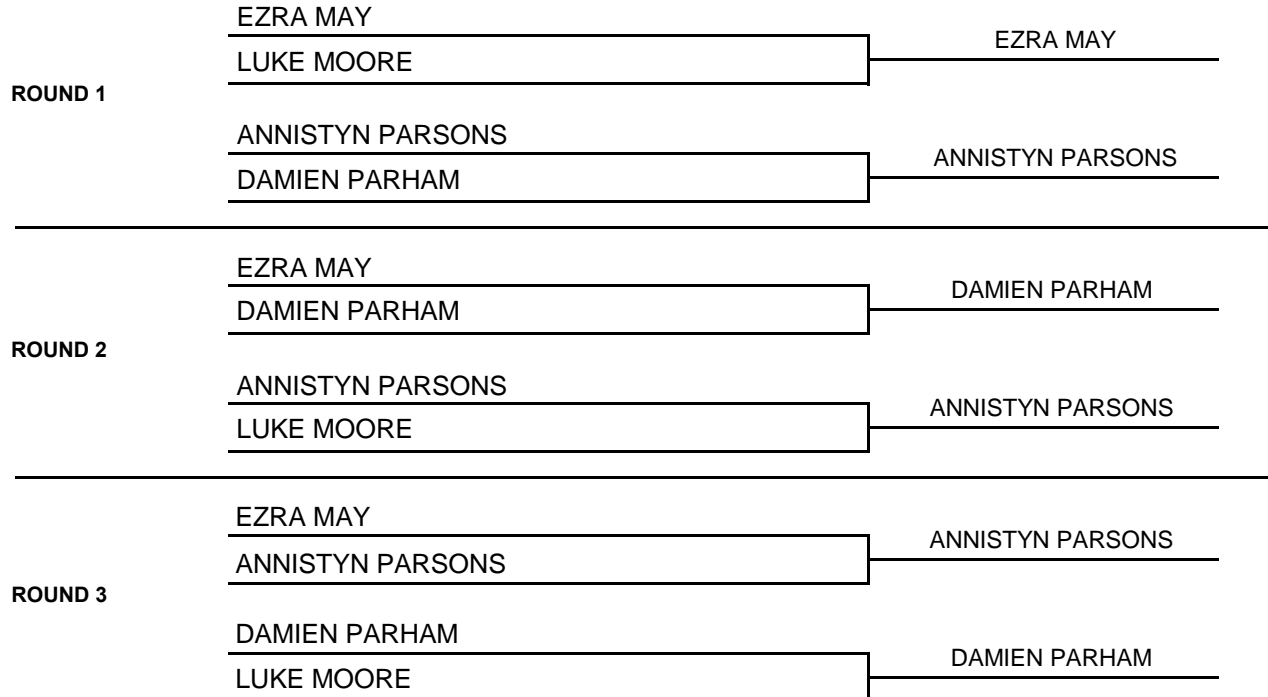 EZRA MAY
EZRA MAY
LUKE MOORE
ROUND 1
ANNISTYN PARSONS
ANNISTYN PARSONS
DAMIEN PARHAM
EZRA MAY
DAMIEN PARHAM
DAMIEN PARHAM
ROUND 2
ANNISTYN PARSONS
ANNISTYN PARSONS
LUKE MOORE
EZRA MAY
ANNISTYN PARSONS
ANNISTYN PARSONS
ROUND 3
DAMIEN PARHAM
DAMIEN PARHAM
LUKE MOORE